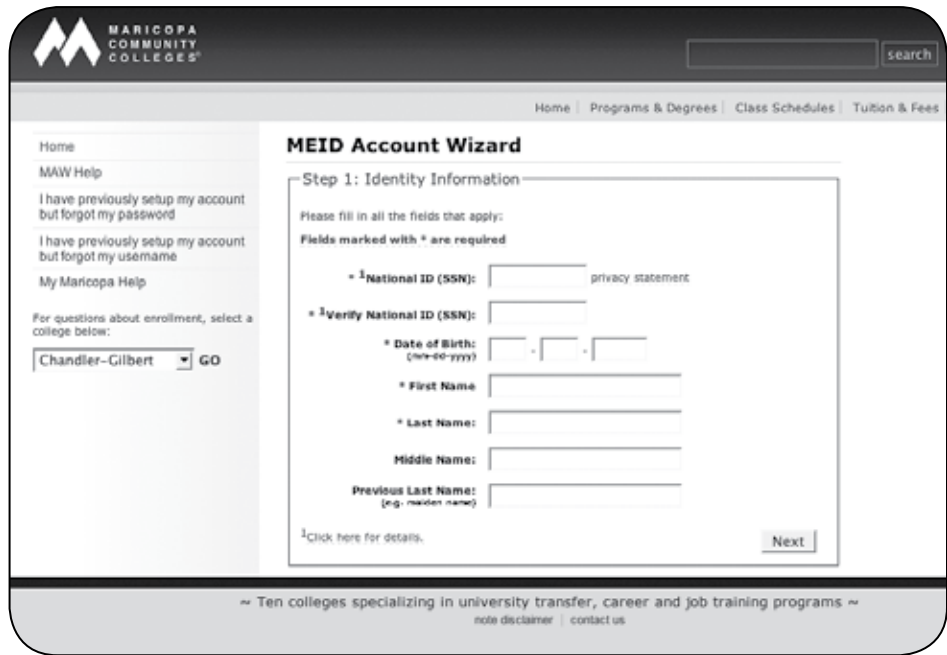 MARICOPA
COMMUNITY
COLLEGES®
search
Home | Programs & Degrees | Class Schedules | Tuition & Fees
Home
MAW Help
I have previously setup my account
but forgot my password
I have previously setup my account
but forgot my username
My Maricopa Help
For questions about enrollment, select a
college below:
Chandler-Gilbert GO
MEID Account Wizard
Step 1: Identity Information
Please fill in all the fields that apply:
Fields marked with * are required
* 1National ID (SSN): privacy statement
* 1Verify National ID (SSN):
* Date of Birth: - -
(mm-dd-yyyy)
* First Name
* Last Name:
Middle Name:
Previous Last Name:
(e.g. maiden name)
1Click here for details.
Next
~ Ten colleges specializing in university transfer, career and job training programs ~
note disclaimer | contact us